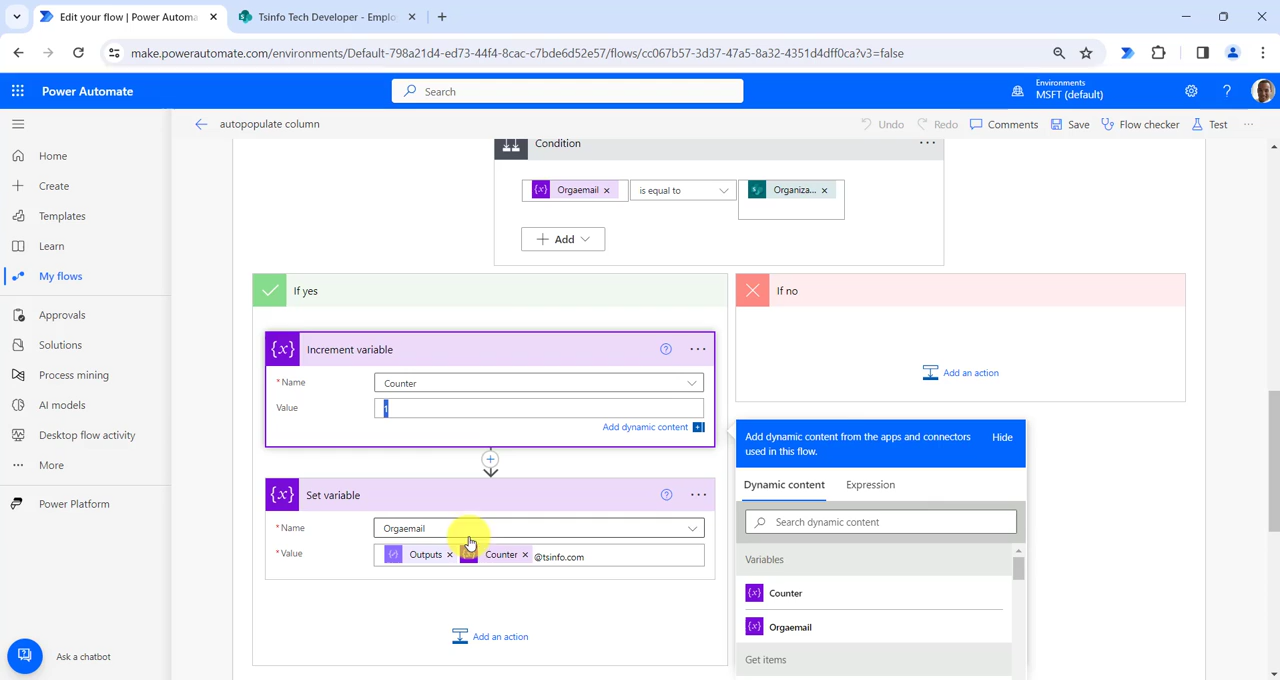 Edit your flow | Power Automa
Tsinfo Tech Developer - Emplo
make.powerautomate.com/environments/Default-798a21d4-ed73-44f4-8cac-c7bde6d52e57/flows/cc067b57-3d37-47a5-8a32-4351d4dff0ca?v3=false
Power Automate
Search
Environments
MSFT (default)
autopopulate column
Undo
Redo
Comments
Save
Flow checker
Test
Home
Create
Templates
Learn
My flows
Approvals
Solutions
Process mining
AI models
Desktop flow activity
More
Power Platform
Ask a chatbot
Condition
Orgaemail
is equal to
Organiza...
Add
If yes
If no
Increment variable
* Name
Counter
Value
1
Add dynamic content
Set variable
* Name
Orgaemail
* Value
Outputs
Counter
@tsinfo.com
Add an action
Add an action
Add dynamic content from the apps and connectors
used in this flow.
Hide
Dynamic content
Expression
Search dynamic content
Variables
Counter
Orgaemail
Get items